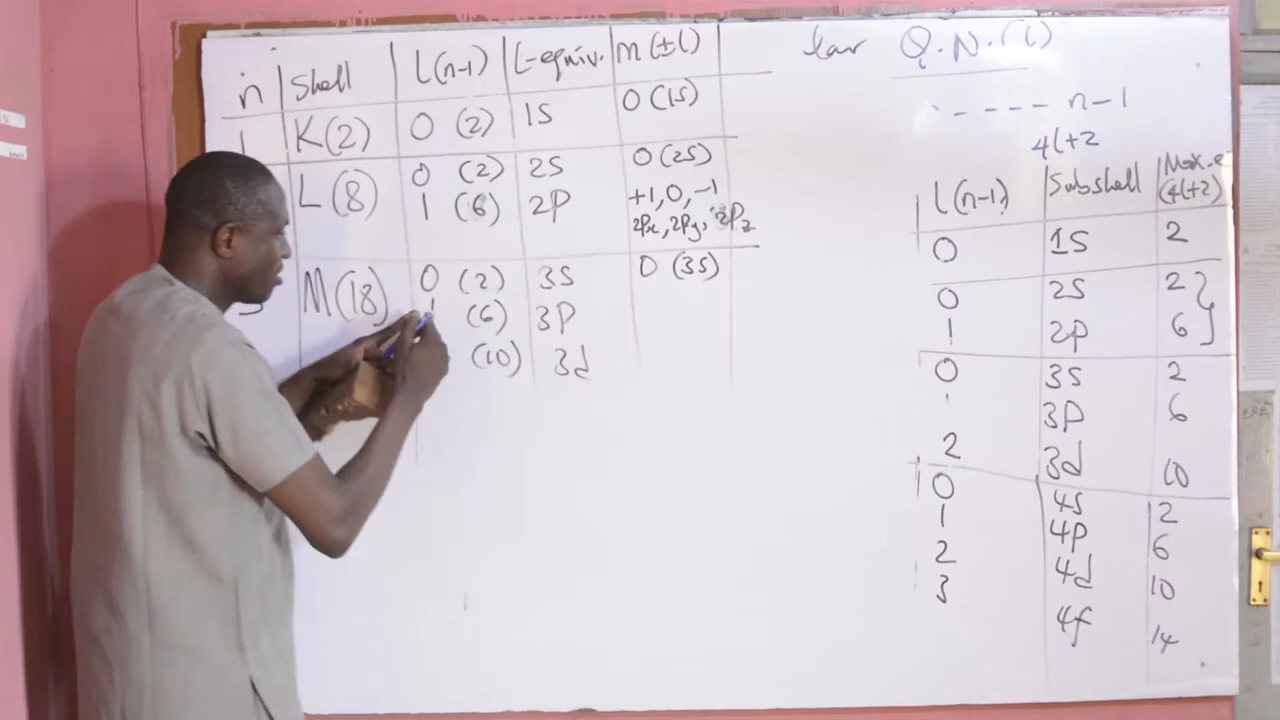 n Shell L(n-1) L-equiv. m(±l)
1 K(2) 0 (2) 1S 0(1S)
L(8) 0 (2) 2S 0(2S)
1 (6) 2P +1,0,-1
2Px, 2Py, 2Pz
M(18) 0 (2) 3S 0 (3S)
1 (6) 3P
(10) 3d
lar Q.N.(l)
- - - - n-1
4l+2
L(n-1) Subshell Max.e
(4l+2)
0 1S 2
0 2S 2
1 2p 6
0 3S 2
3P 6
2 3d 10
0 4S 2
1 4p 6
2 4d 10
3 4f 14